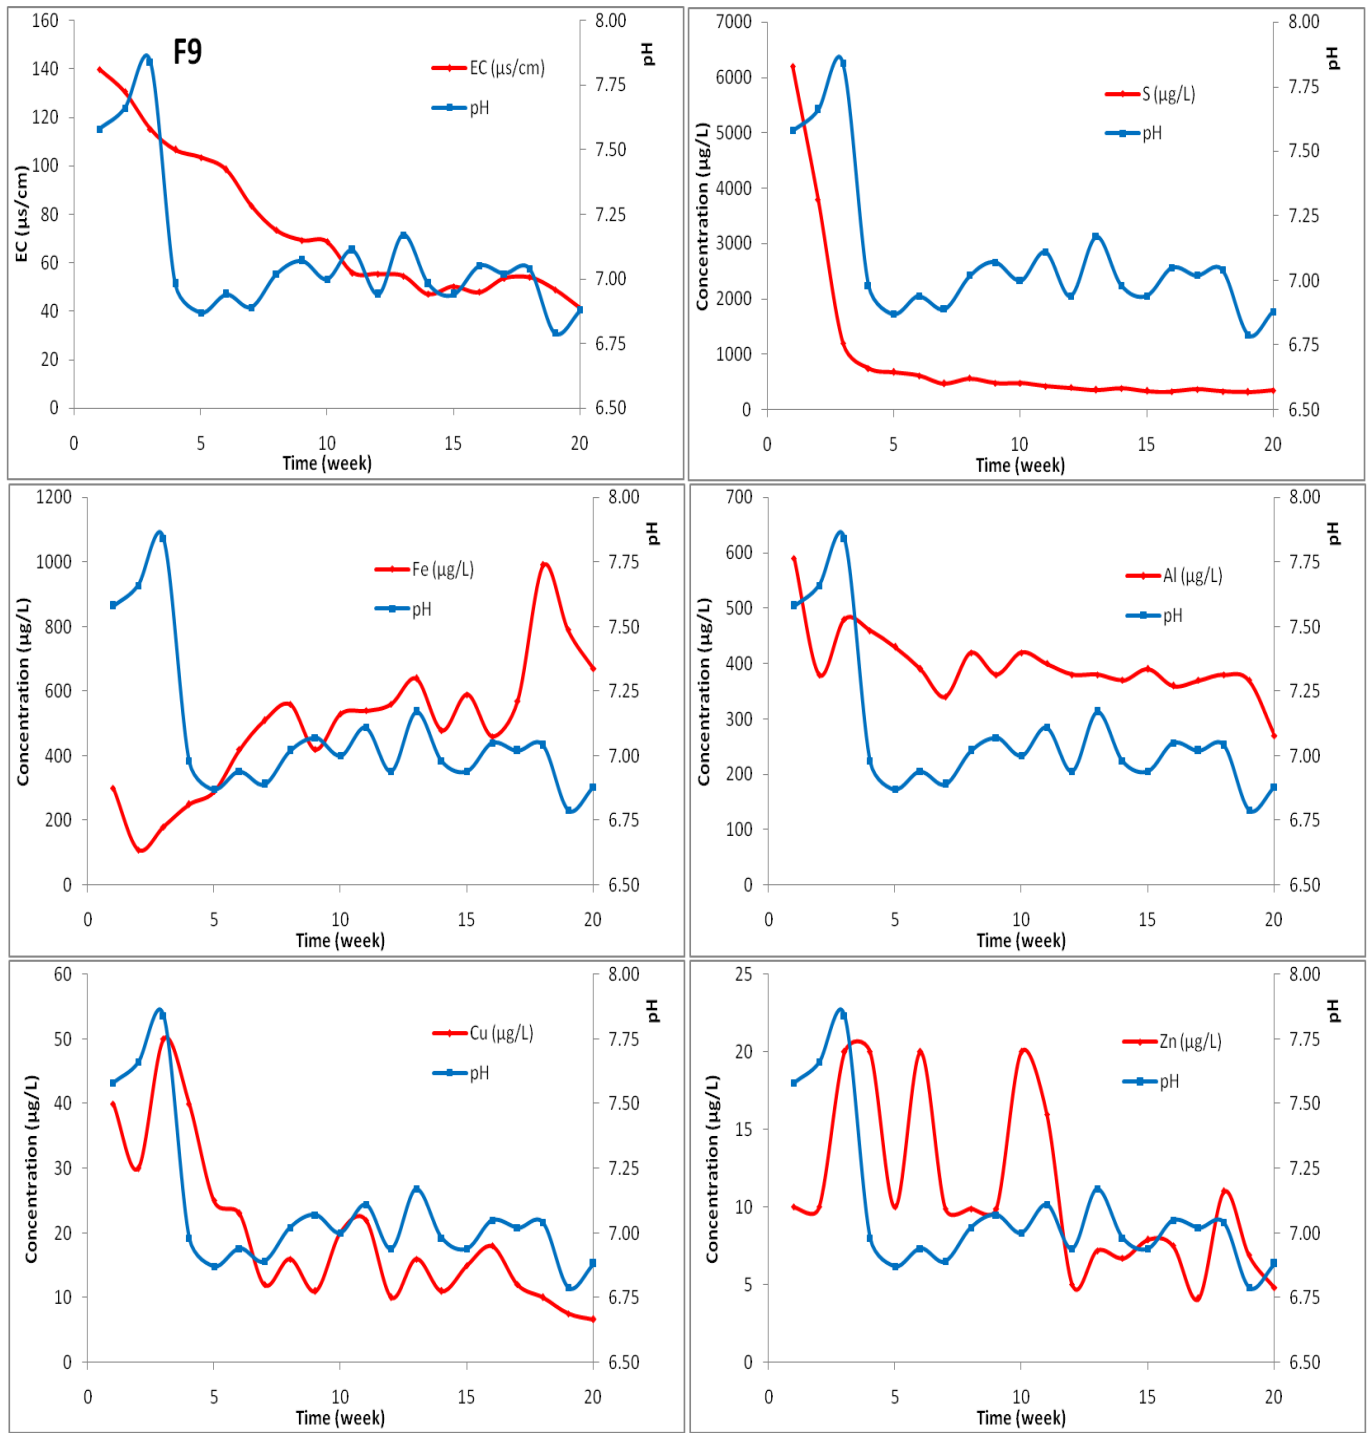 F9
EC (µs/cm)
160
140
120
100
80
60
40
20
0
8.00
7.75
7.50
7.25
7.00
6.75
6.50
pH
EC (µs/cm)
pH
0 5 10 15 20
Time (week)
Concentration (µg/L)
7000
6000
5000
4000
3000
2000
1000
0
8.00
7.75
7.50
7.25
7.00
6.75
6.50
pH
S (µg/L)
pH
0 5 10 15 20
Time (week)
Concentration (µg/L)
1200
1000
800
600
400
200
0
8.00
7.75
7.50
7.25
7.00
6.75
6.50
pH
Fe (µg/L)
pH
0 5 10 15 20
Time (week)
Concentration (µg/L)
700
600
500
400
300
200
100
0
8.00
7.75
7.50
7.25
7.00
6.75
6.50
pH
Al (µg/L)
pH
0 5 10 15 20
Time (week)
Concentration (µg/L)
60
50
40
30
20
10
0
8.00
7.75
7.50
7.25
7.00
6.75
6.50
pH
Cu (µg/L)
pH
0 5 10 15 20
Time (week)
Concentration (µg/L)
25
20
15
10
5
0
8.00
7.75
7.50
7.25
7.00
6.75
6.50
pH
Zn (µg/L)
pH
0 5 10 15 20
Time (week)